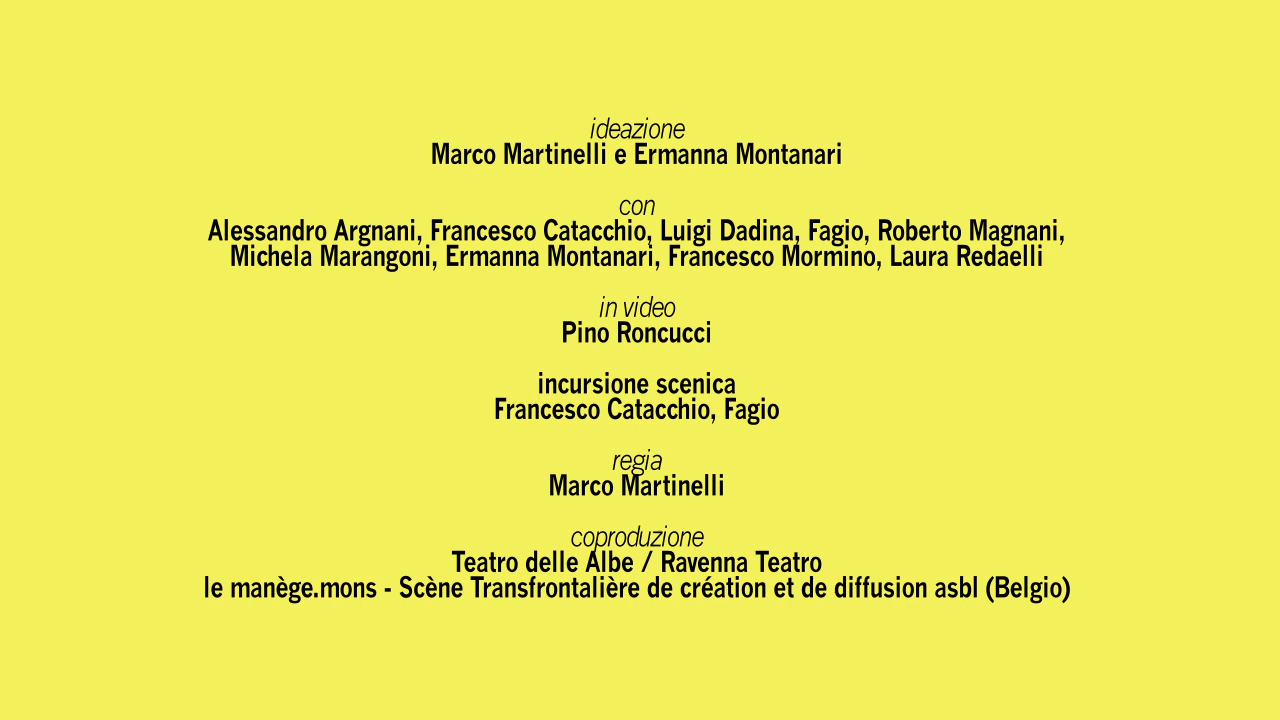 ideazione
Marco Martinelli e Ermanna Montanari
con
Alessandro Argnani, Francesco Catacchio, Luigi Dadina, Fagio, Roberto Magnani,
Michela Marangoni, Ermanna Montanari, Francesco Mormino, Laura Redaelli
in video
Pino Roncucci
incursione scenica
Francesco Catacchio, Fagio
regia
Marco Martinelli
coproduzione
Teatro delle Albe / Ravenna Teatro
le manège.mons - Scène Transfrontalière de création et de diffusion asbl (Belgio)